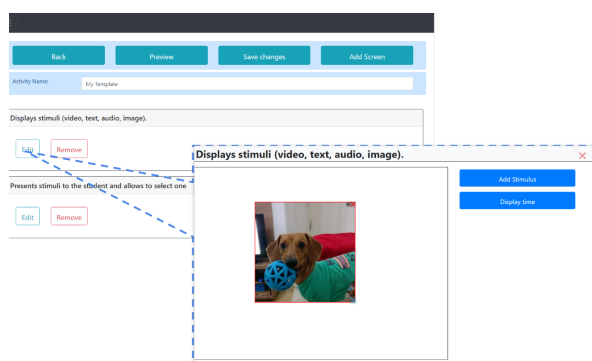 Back Preview Save changes Add Screen
Activity Name: My Template
Displays stimuli (video, text, audio, image).
Edit Remove
Presents stimuli to the student and allows to select one
Edit Remove
Displays stimuli (video, text, audio, image).
Add Stimulus
Display time